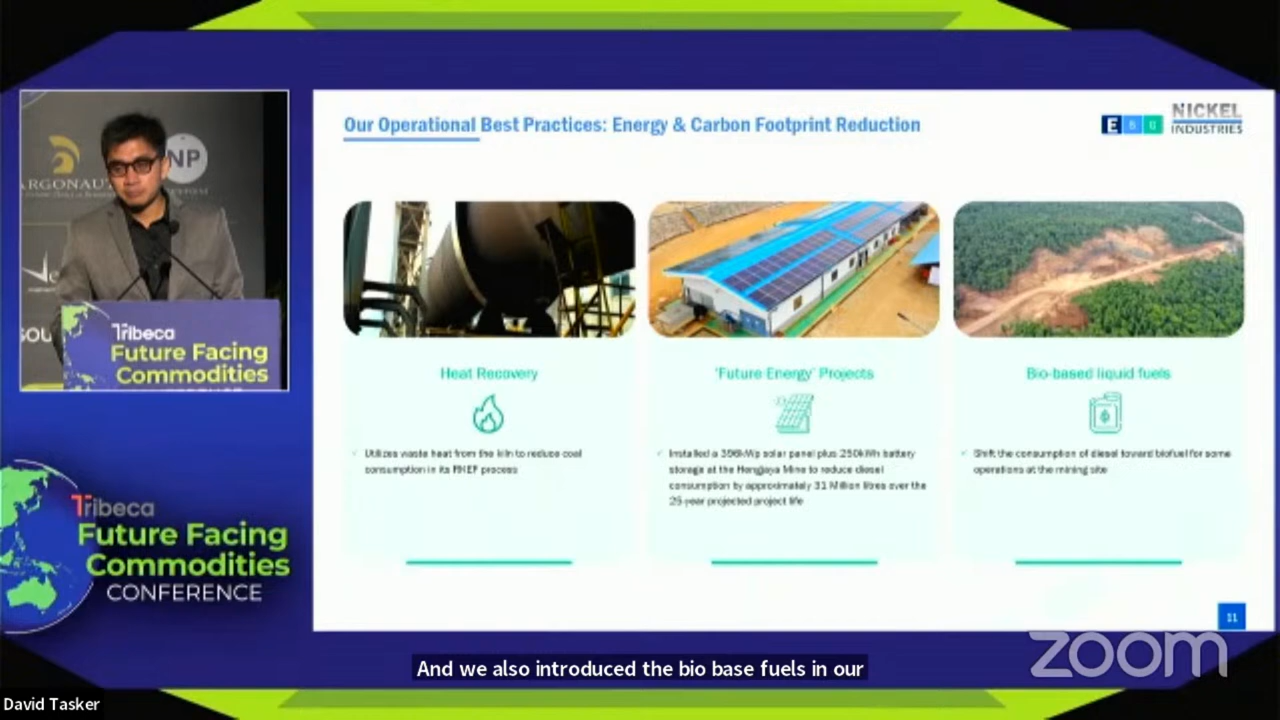 Our Operational Best Practices: Energy & Carbon Footprint Reduction
E S G
NICKEL
INDUSTRIES
ARGONAUT
NP
Tribeca
Future Facing
Commodities
Heat Recovery
'Future Energy' Projects
Bio-based liquid fuels
Utilizes waste heat from the kiln to reduce coal
consumption in its RKEF process
Installed a 396kWp solar panel plus 250kWh battery
storage at the Hengjaya Mine to reduce diesel
consumption by approximately 31 Million litres over the
25-year projected project life
Shift the consumption of diesel toward biofuel for some
operations at the mining site
Tribeca
Future Facing
Commodities
CONFERENCE
11
zoom
And we also introduced the bio base fuels in our
David Tasker